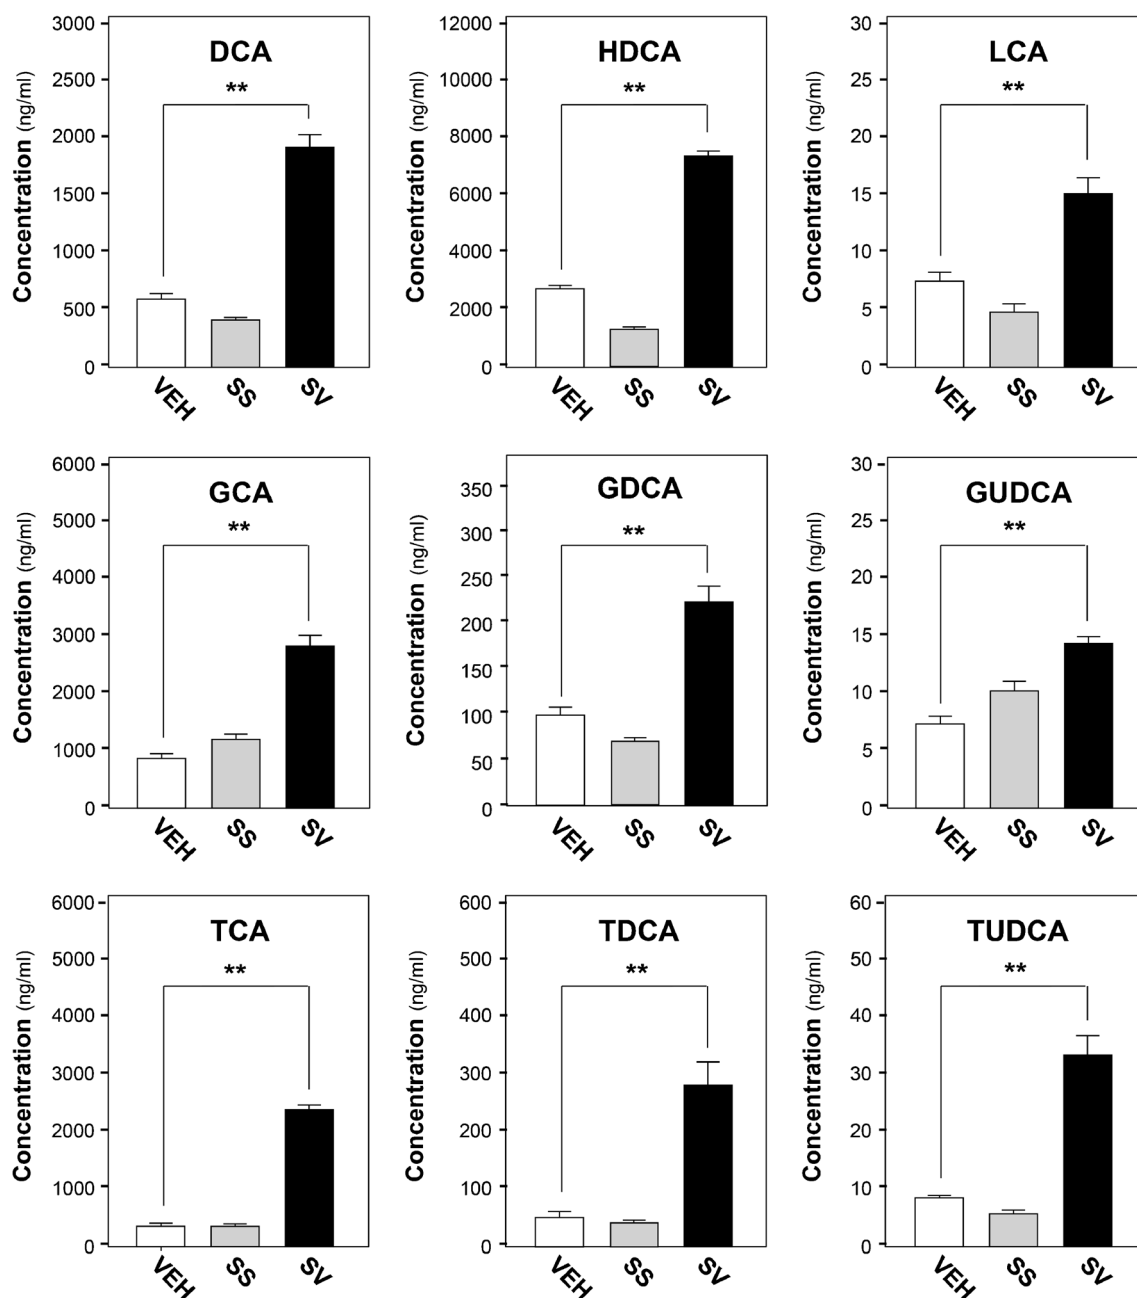 DCA
**
Concentration (ng/ml)
3000
2500
2000
1500
1000
500
0
VEH SS SV
HDCA
**
Concentration (ng/ml)
12000
10000
8000
6000
4000
2000
0
VEH SS SV
LCA
**
Concentration (ng/ml)
30
25
20
15
10
5
0
VEH SS SV
GCA
**
Concentration (ng/ml)
6000
5000
4000
3000
2000
1000
0
VEH SS SV
GDCA
**
Concentration (ng/ml)
350
300
250
200
150
100
50
0
VEH SS SV
GUDCA
**
Concentration (ng/ml)
30
25
20
15
10
5
0
VEH SS SV
TCA
**
Concentration (ng/ml)
6000
5000
4000
3000
2000
1000
0
VEH SS SV
TDCA
**
Concentration (ng/ml)
600
500
400
300
200
100
0
VEH SS SV
TUDCA
**
Concentration (ng/ml)
60
50
40
30
20
10
0
VEH SS SV